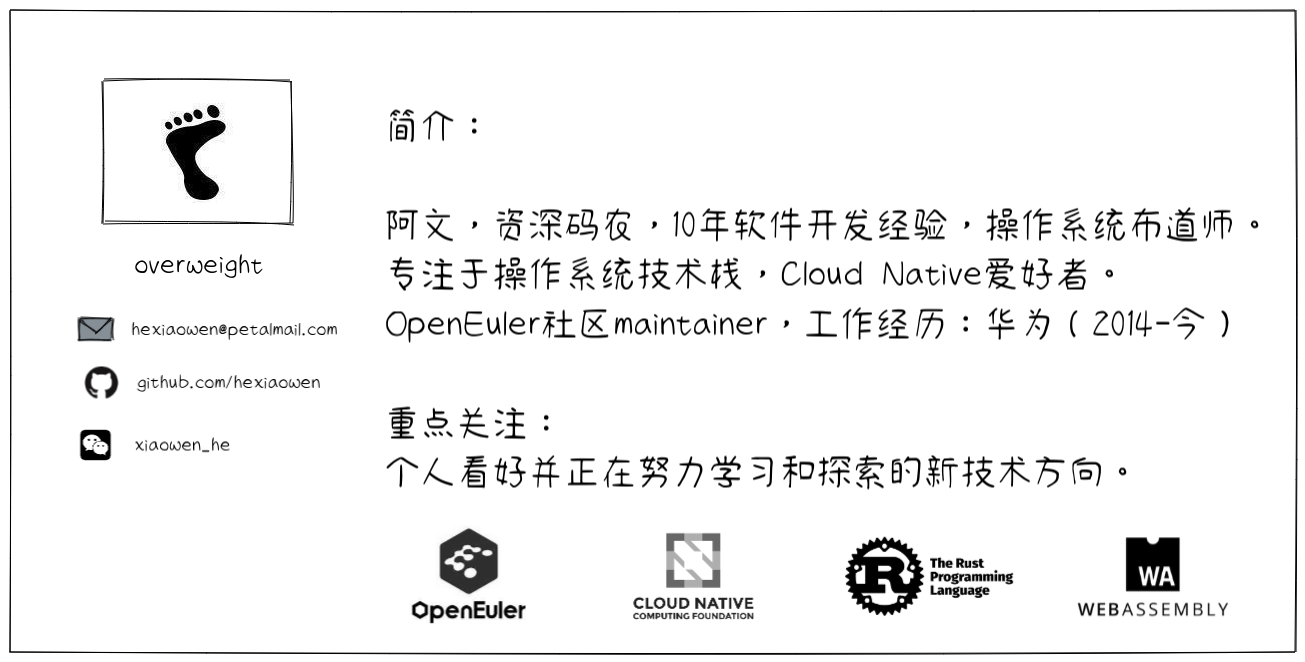 overweight
hexiaowen@petalmail.com
github.com/hexiaowen
xiaowen_he
简介：
阿文，资深码农，10年软件开发经验，操作系统布道师。
专注于操作系统技术栈，Cloud Native爱好者。
OpenEuler社区maintainer，工作经历：华为（2014-今）
重点关注：
个人看好并正在努力学习和探索的新技术方向。
OpenEuler
CLOUD NATIVE
COMPUTING FOUNDATION
R
The Rust
Programming
Language
WA
WEBASSEMBLY